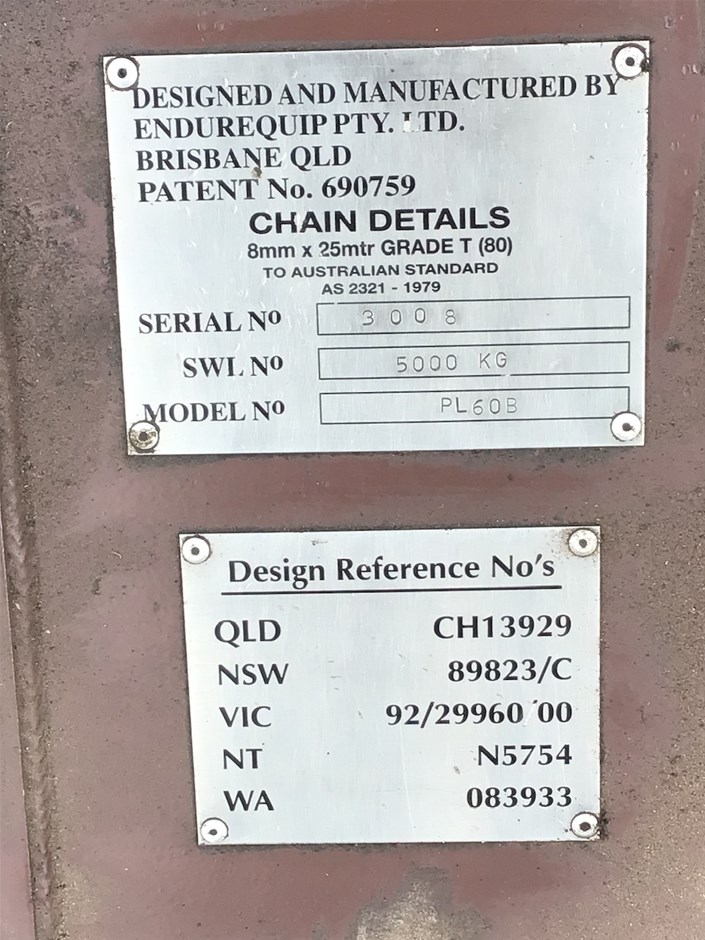 DESIGNED AND MANUFACTURED BY
ENDUREQUIP PTY. LTD.
BRISBANE QLD
PATENT No. 690759
CHAIN DETAILS
8mm x 25mtr GRADE T (80)
TO AUSTRALIAN STANDARD
AS 2321 - 1979
SERIAL No 3008
SWL No 5000 KG
MODEL No PL60B
Design Reference No's
QLD CH13929
NSW 89823/C
VIC 92/29960 00
NT N5754
WA 083933